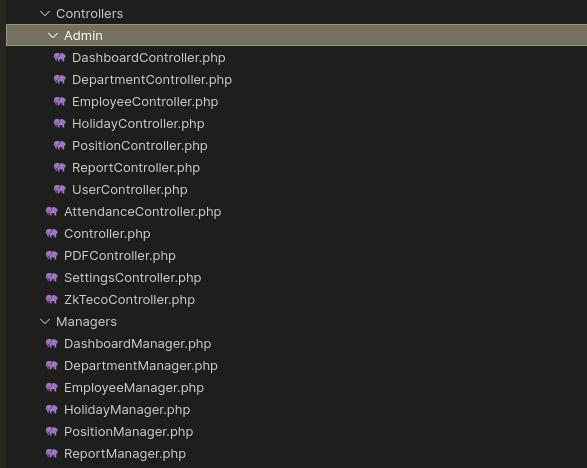 Controllers
Admin
DashboardController.php
DepartmentController.php
EmployeeController.php
HolidayController.php
PositionController.php
ReportController.php
UserController.php
AttendanceController.php
Controller.php
PDFController.php
SettingsController.php
ZkTecoController.php
Managers
DashboardManager.php
DepartmentManager.php
EmployeeManager.php
HolidayManager.php
PositionManager.php
ReportManager.php